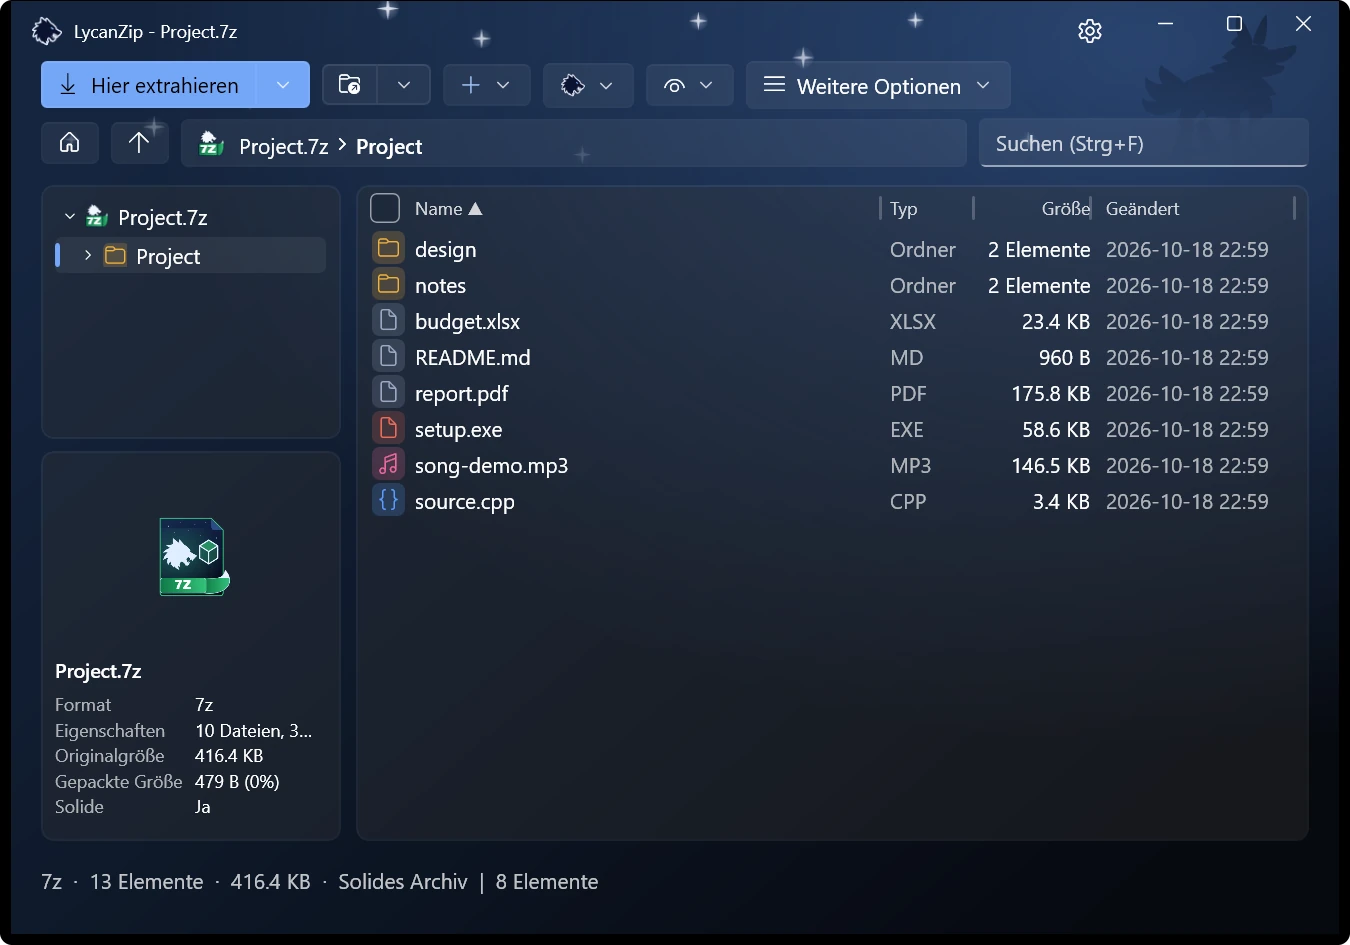 LycanZip - Project.7z
Hier extrahieren
Weitere Optionen
7Z Project.7z Project
Suchen (Strg+F)
7Z Project.7z
Project
Name Typ Größe Geändert
design Ordner 2 Elemente 2026-10-18 22:59
notes Ordner 2 Elemente 2026-10-18 22:59
budget.xlsx XLSX 23.4 KB 2026-10-18 22:59
README.md MD 960 B 2026-10-18 22:59
report.pdf PDF 175.8 KB 2026-10-18 22:59
setup.exe EXE 58.6 KB 2026-10-18 22:59
song-demo.mp3 MP3 146.5 KB 2026-10-18 22:59
source.cpp CPP 3.4 KB 2026-10-18 22:59
7Z
Project.7z
Format 7z
Eigenschaften 10 Dateien, 3...
Originalgröße 416.4 KB
Gepackte Größe 479 B (0%)
Solide Ja
7z · 13 Elemente · 416.4 KB · Solides Archiv | 8 Elemente